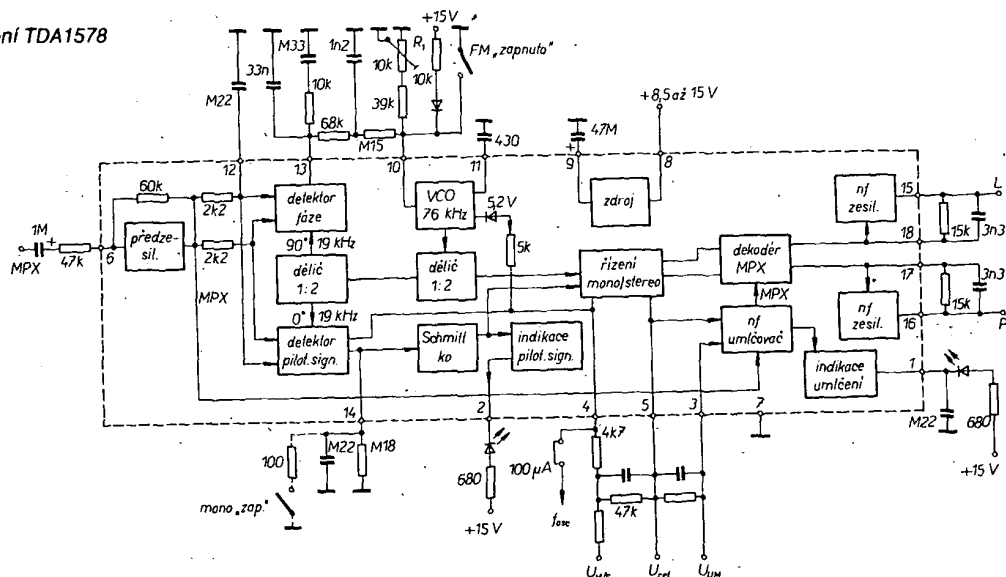 ení TDA1578
+15V
M33
1n2
R₁
FM „zapnuto"
33n
10k
10k
10k
39k
+8,5 až 15 V
M22
68k
M15
430
47M
12
13
10
11
9
8
60k
2k2
detektor fáze
VCO 76 kHz
5,2 V
zdroj
nf zesil.
15
L
1M
MPX
47k
6
předze- sil.
2k2
90°
19 kHz
5k
dekodér MPX
18
15k
3n3
MPX
dělič 1:2
dělič 1:2
řízení mono/stereo
17
MPX
0°
19 kHz
detektor pilot. sign.
Schmitt ko
indikace pilot. sign.
nf umlčovač
nf zesil.
16
15k
3n3
P
indikace umlčení
1
14
2
4
5
3
7
M22
680
+15 V
100
M22
M18
mono „zap."
680
+15 V
100 µA
4k7
47k
fosc
U ref
U UM